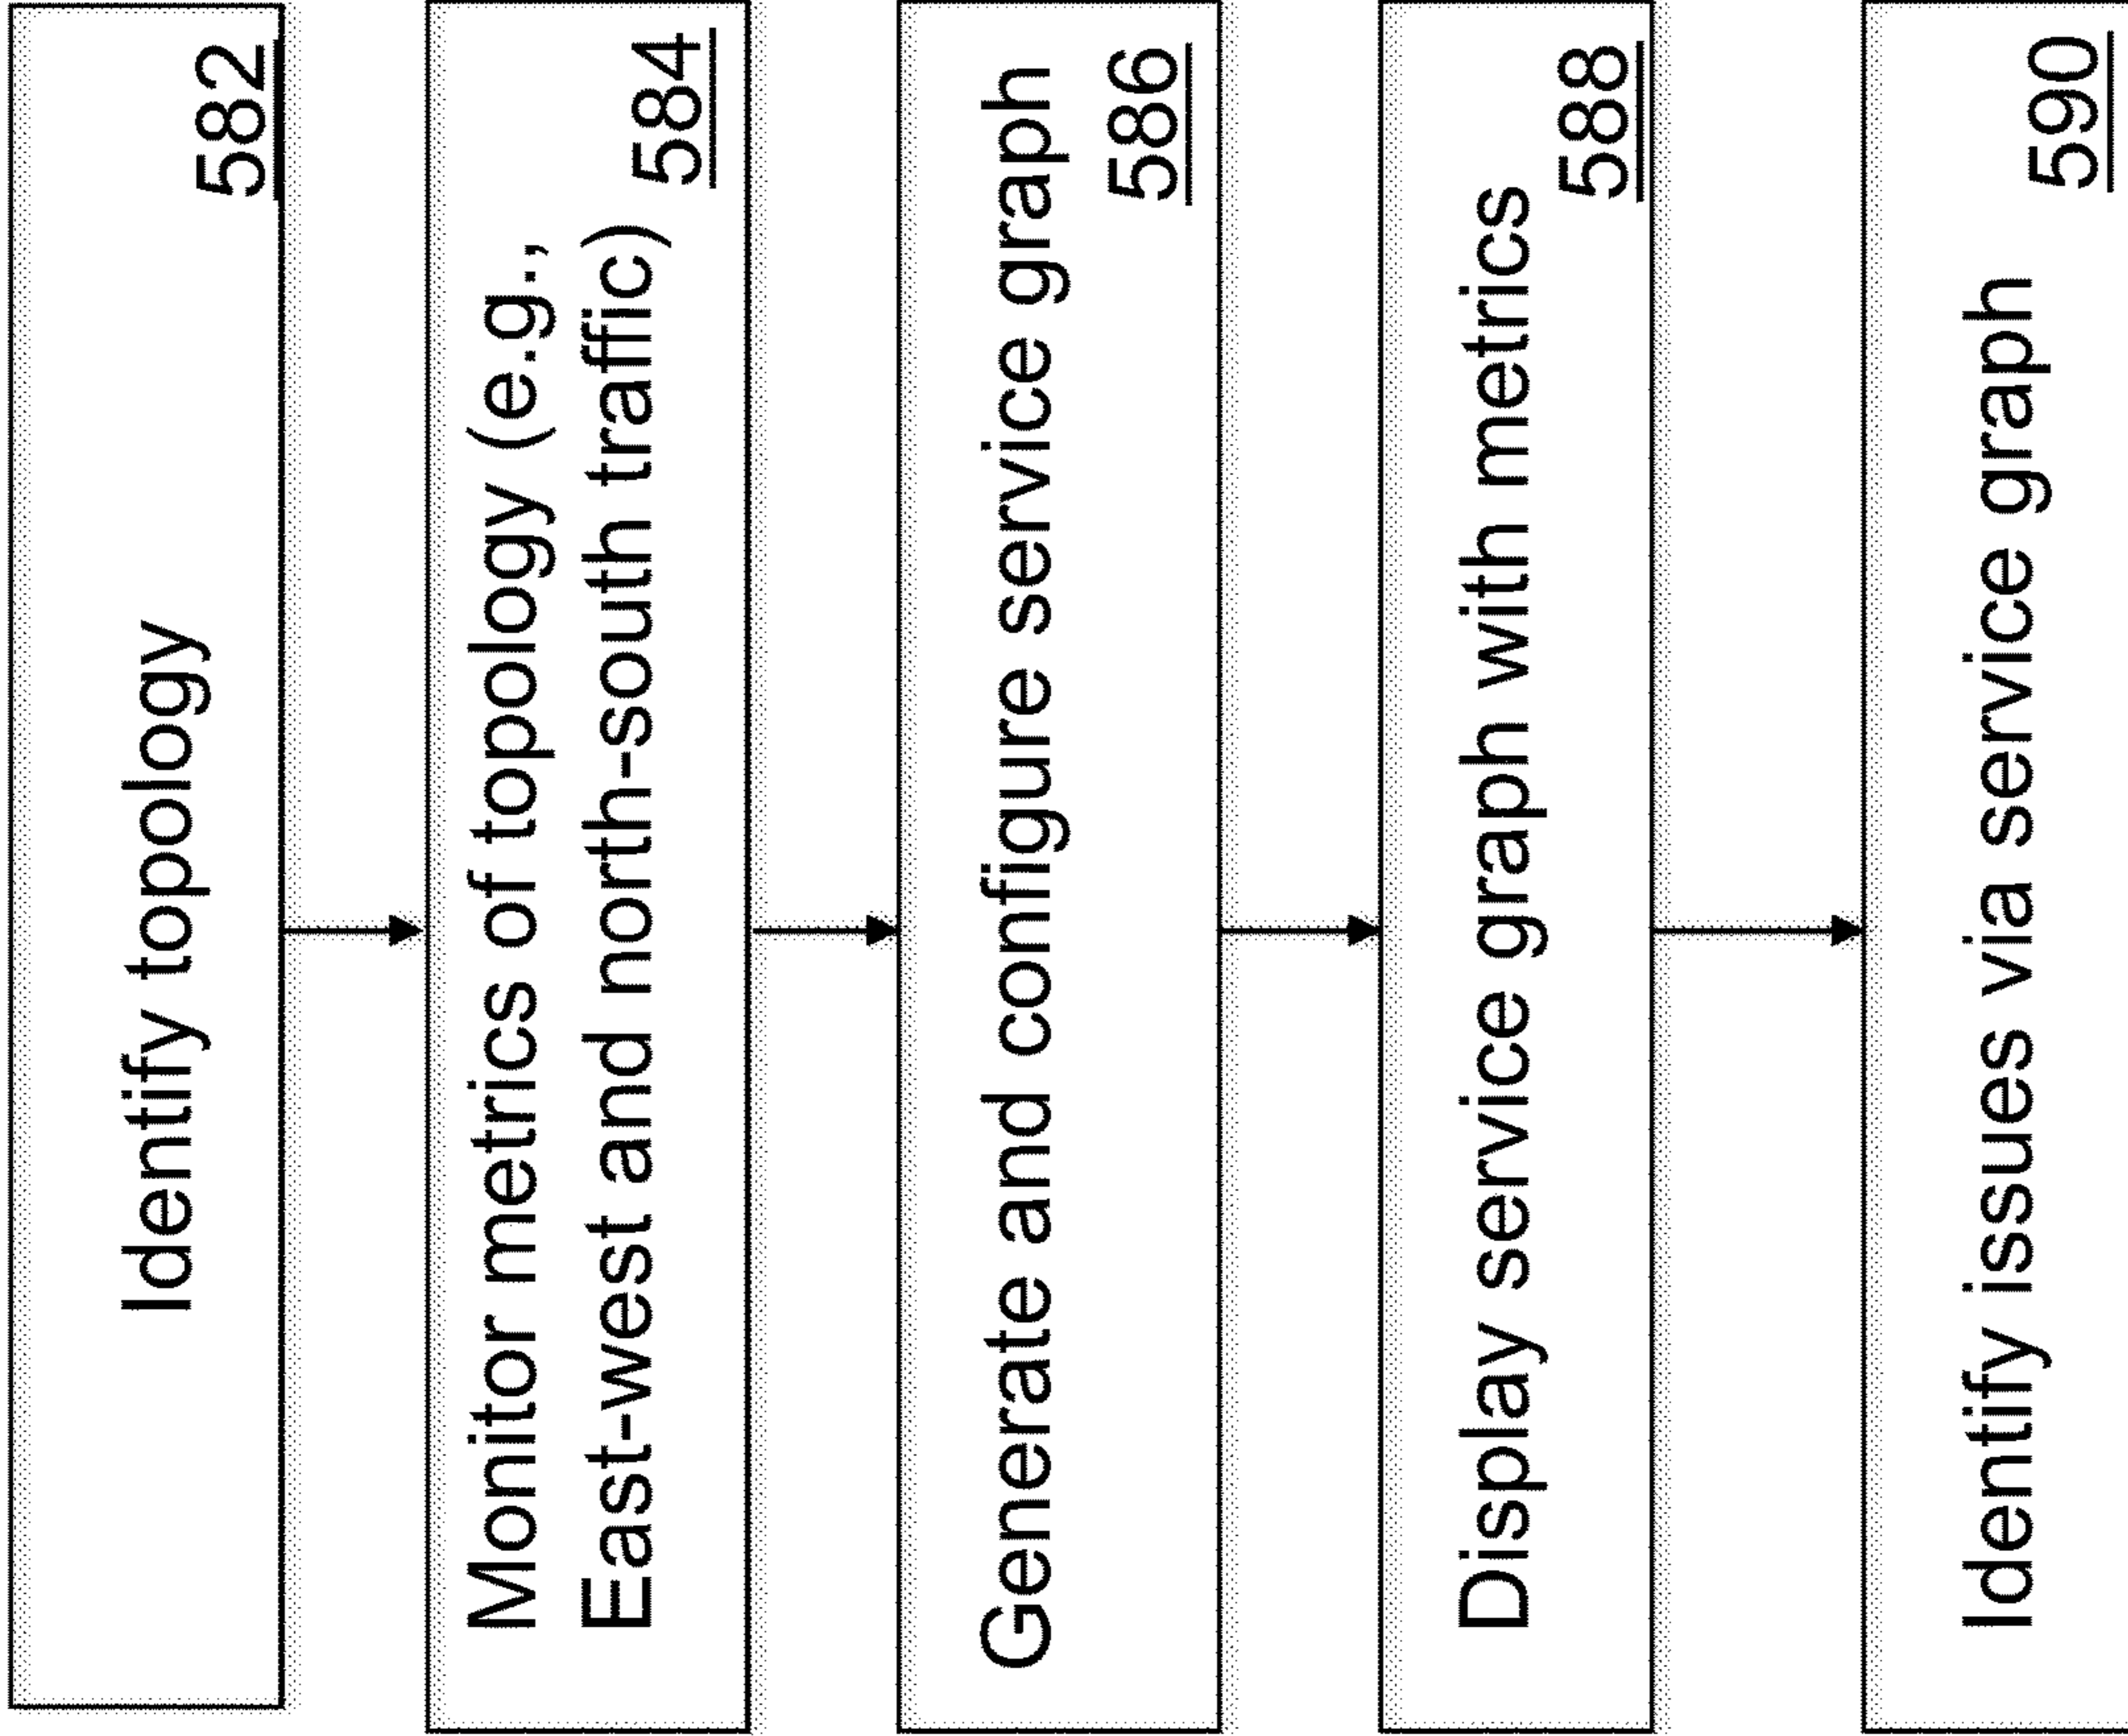 Identify topology
582
Monitor metrics of topology (e.g.,
East-west and north-south traffic)
584
Generate and configure service graph
586
Display service graph with metrics
588
Identify issues via service graph
590